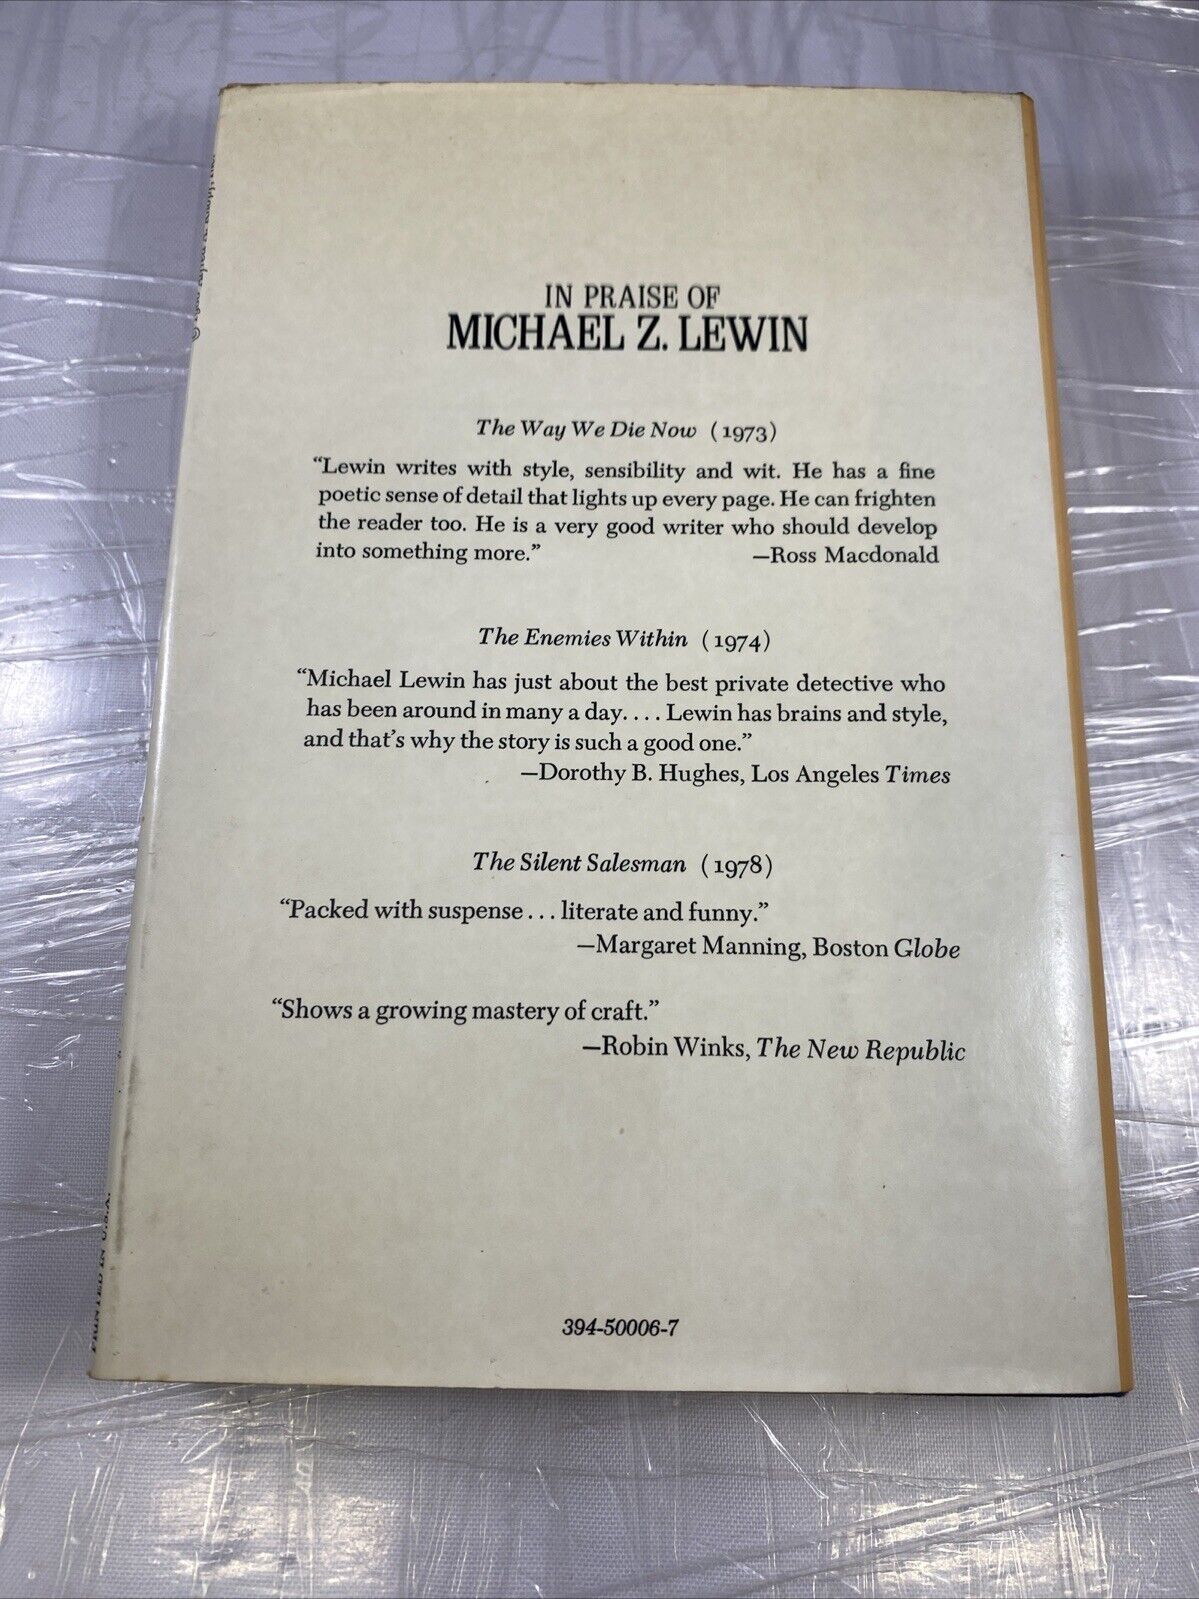 IN PRAISE OF
MICHAEL Z. LEWIN
The Way We Die Now (1973)
“Lewin writes with style, sensibility and wit. He has a fine
poetic sense of detail that lights up every page. He can frighten
the reader too. He is a very good writer who should develop
into something more.” —Ross Macdonald
The Enemies Within (1974)
“Michael Lewin has just about the best private detective who
has been around in many a day.... Lewin has brains and style,
and that’s why the story is such a good one.”
—Dorothy B. Hughes, Los Angeles Times
The Silent Salesman (1978)
“Packed with suspense... literate and funny.”
—Margaret Manning, Boston Globe
“Shows a growing mastery of craft.”
—Robin Winks, The New Republic
394-50006-7
PRINTED IN U.S.A.